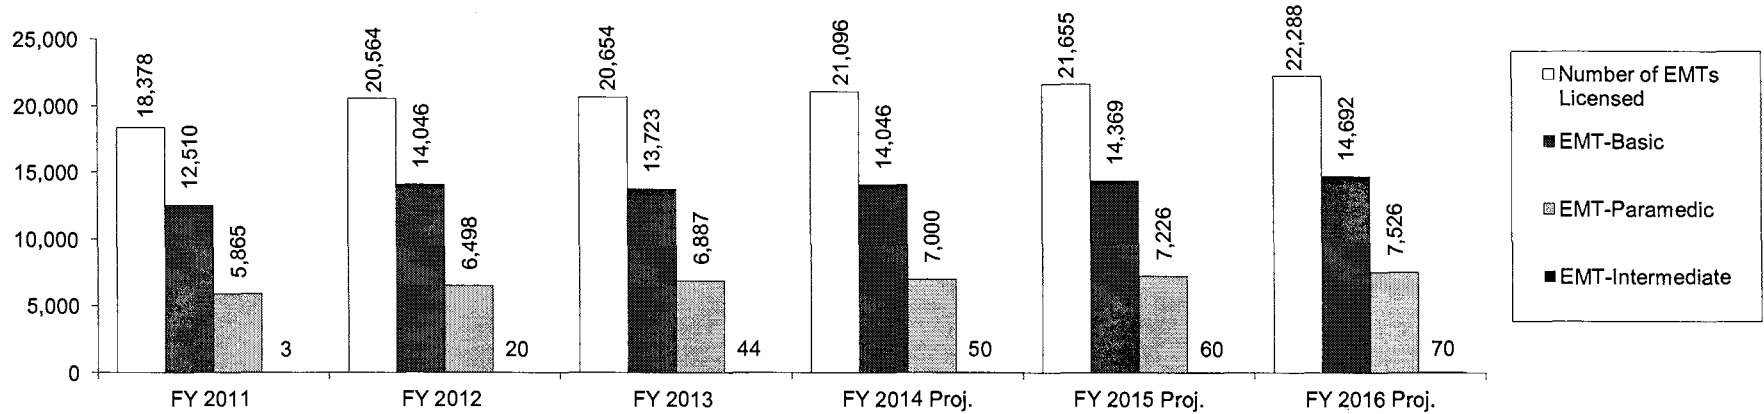 25,000
20,000
15,000
10,000
5,000
0
18,378
12,510
5,865
3
20,564
14,046
6,498
20
20,654
13,723
6,887
44
21,096
14,046
7,000
50
21,655
14,369
7,226
60
22,288
14,692
7,526
70
FY 2011
FY 2012
FY 2013
FY 2014 Proj.
FY 2015 Proj.
FY 2016 Proj.
Number of EMTs
Licensed
EMT-Basic
EMT-Paramedic
EMT-Intermediate